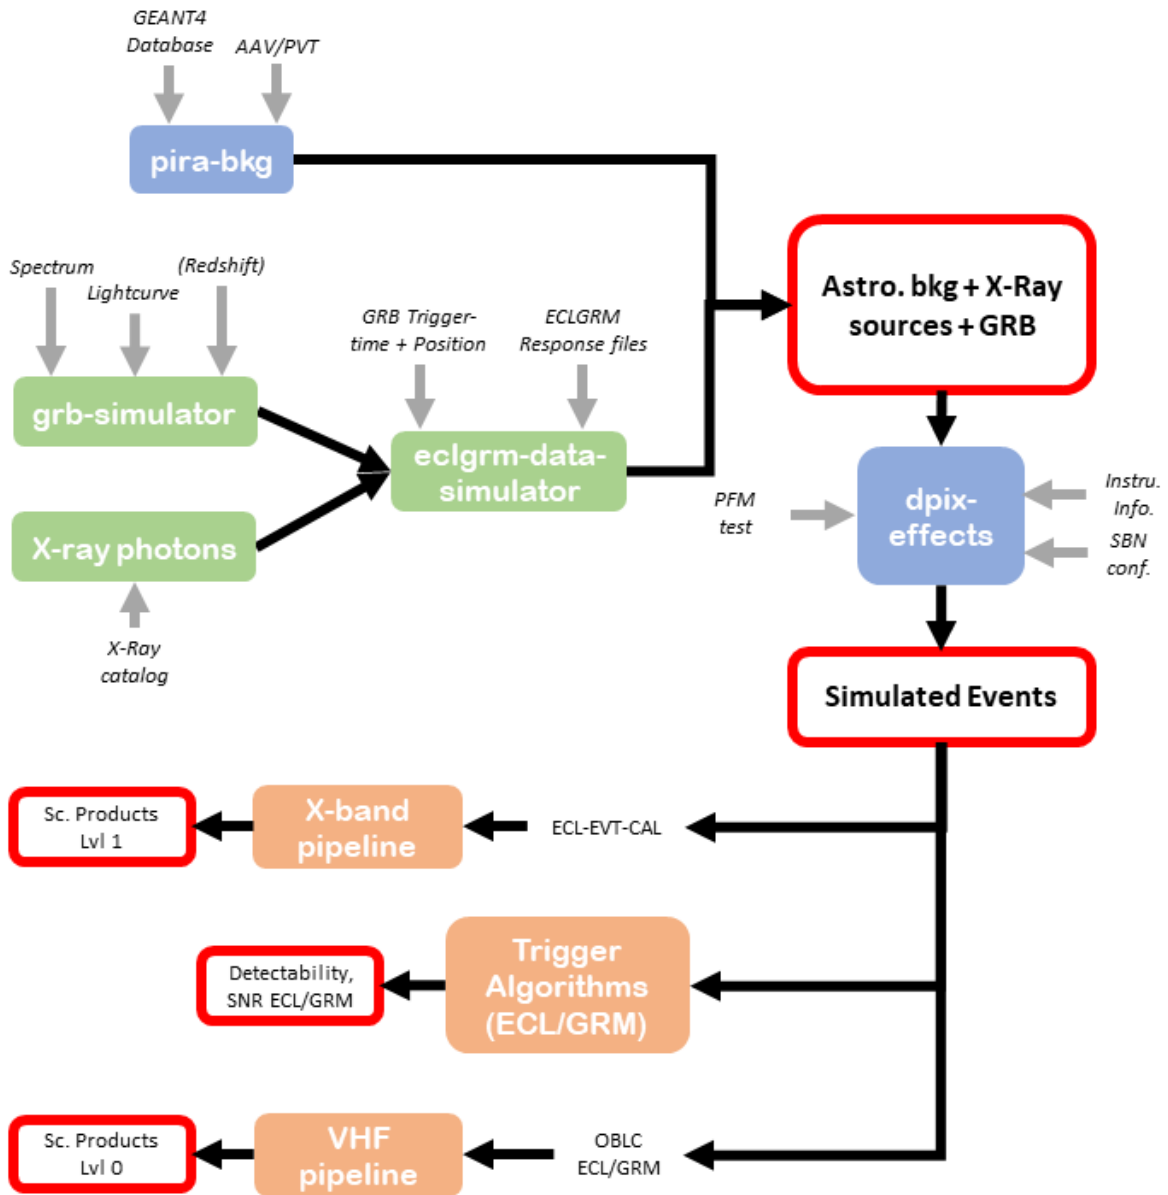 GEANT4
Database
AAV/PVT
pira-bkg
Spectrum
Lightcurve
(Redshift)
GRB Trigger-
time + Position
ECLGRM
Response files
Astro. bkg + X-Ray
sources + GRB
grb-simulator
eclgrm-data-
simulator
X-ray photons
X-Ray
catalog
PFM
test
dpix-
effects
Instru.
Info.
SBN
conf.
Simulated Events
Sc. Products
Lvl 1
X-band
pipeline
ECL-EVT-CAL
Detectability,
SNR ECL/GRM
Trigger
Algorithms
(ECL/GRM)
Sc. Products
Lvl 0
VHF
pipeline
OBLC
ECL/GRM